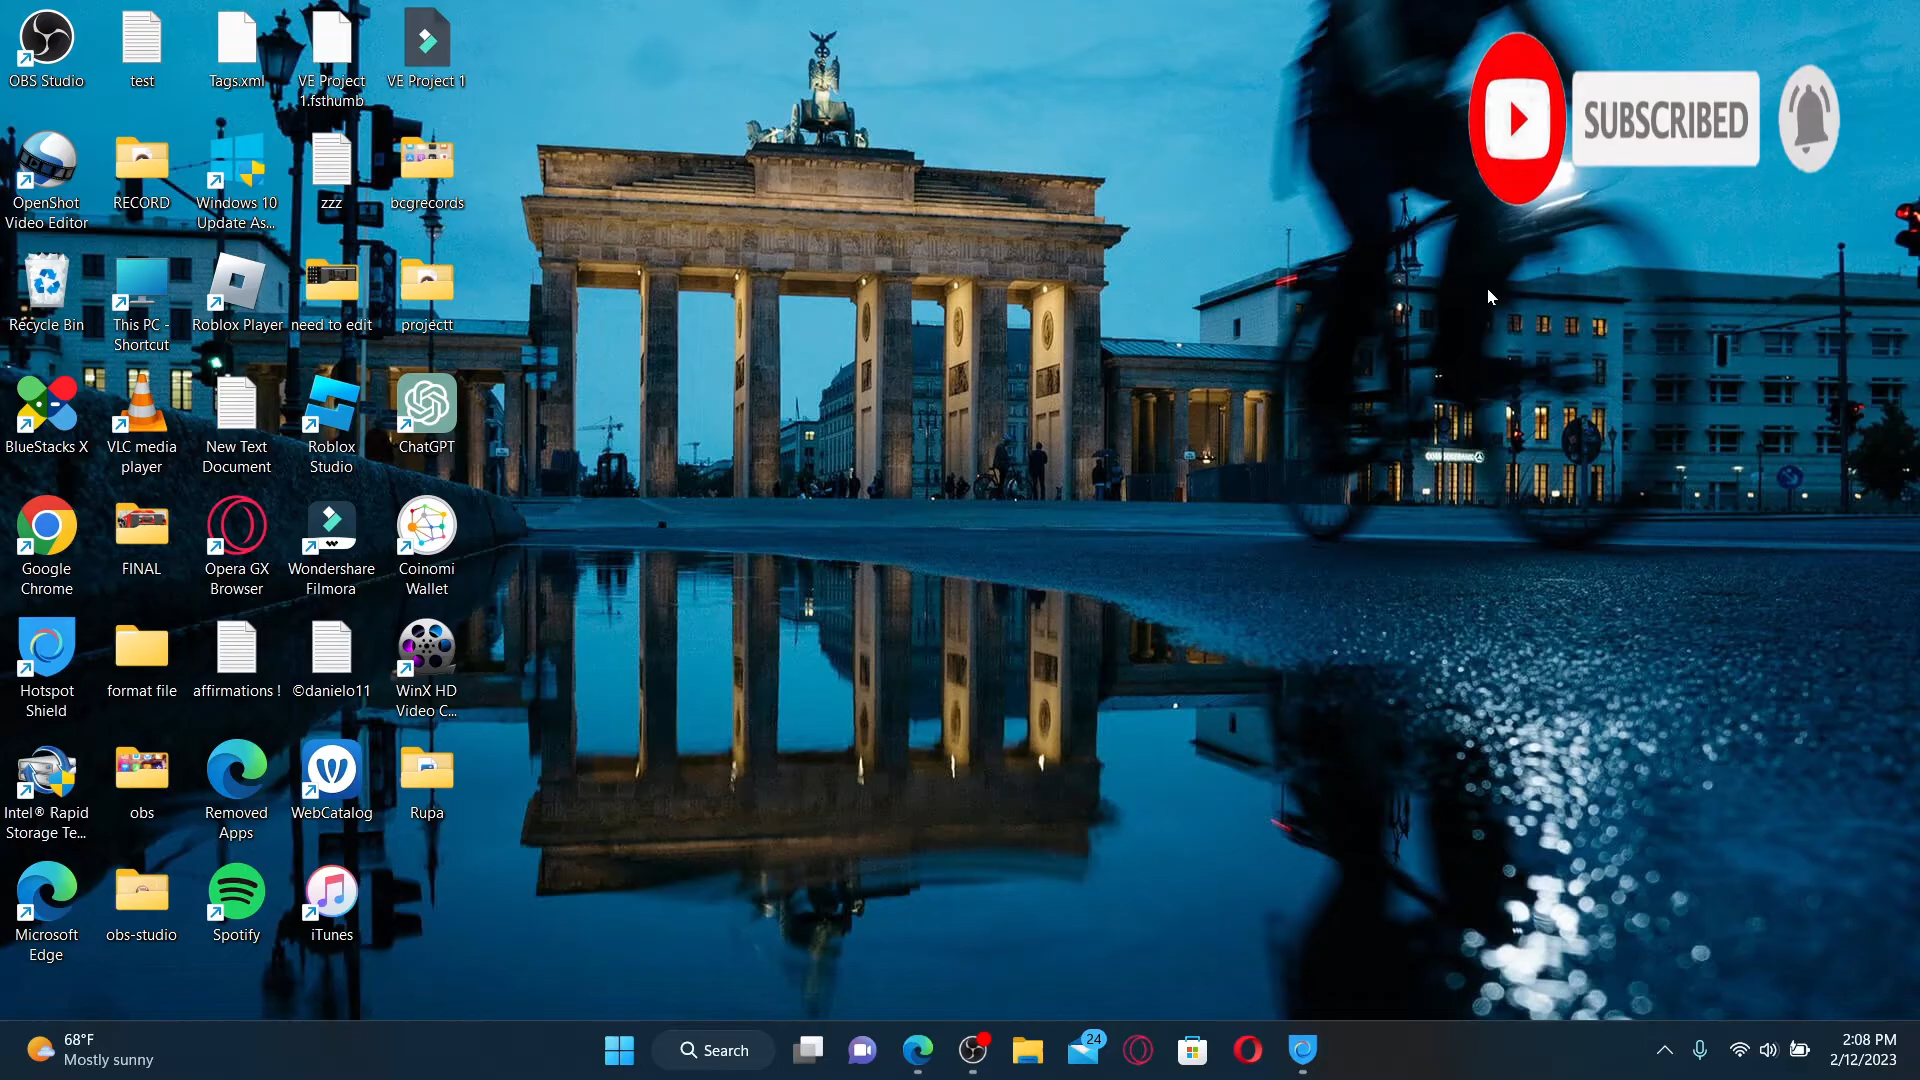 OBS Studio
test
Tags.xml
VE Project
1.fsthumb
VE Project 1
SUBSCRIBED
OpenShot
Video Editor
RECORD
Windows 10
Update As...
zzz
bcgrecords
Recycle Bin
This PC -
Shortcut
Roblox Player
need to edit
projectt
BlueStacks X
VLC media
player
New Text
Document
Roblox
Studio
ChatGPT
Google
Chrome
FINAL
Opera GX
Browser
Wondershare
Filmora
Coinomi
Wallet
Hotspot
Shield
format file
affirmations !
©danielo11
WinX HD
Video C...
Intel® Rapid
Storage Te...
obs
Removed
Apps
WebCatalog
Rupa
Microsoft
Edge
obs-studio
Spotify
iTunes
68°F
Mostly sunny
Search
24
2:08 PM
2/12/2023